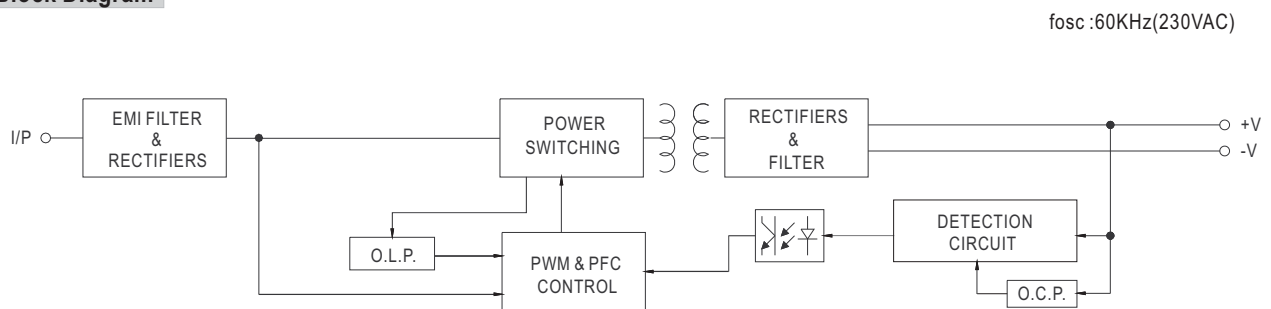 Block Diagram
fosc :60KHz(230VAC)
I/P
EMI FILTER
&
RECTIFIERS
POWER
SWITCHING
RECTIFIERS
&
FILTER
+V
-V
O.L.P.
PWM & PFC
CONTROL
DETECTION
CIRCUIT
O.C.P.